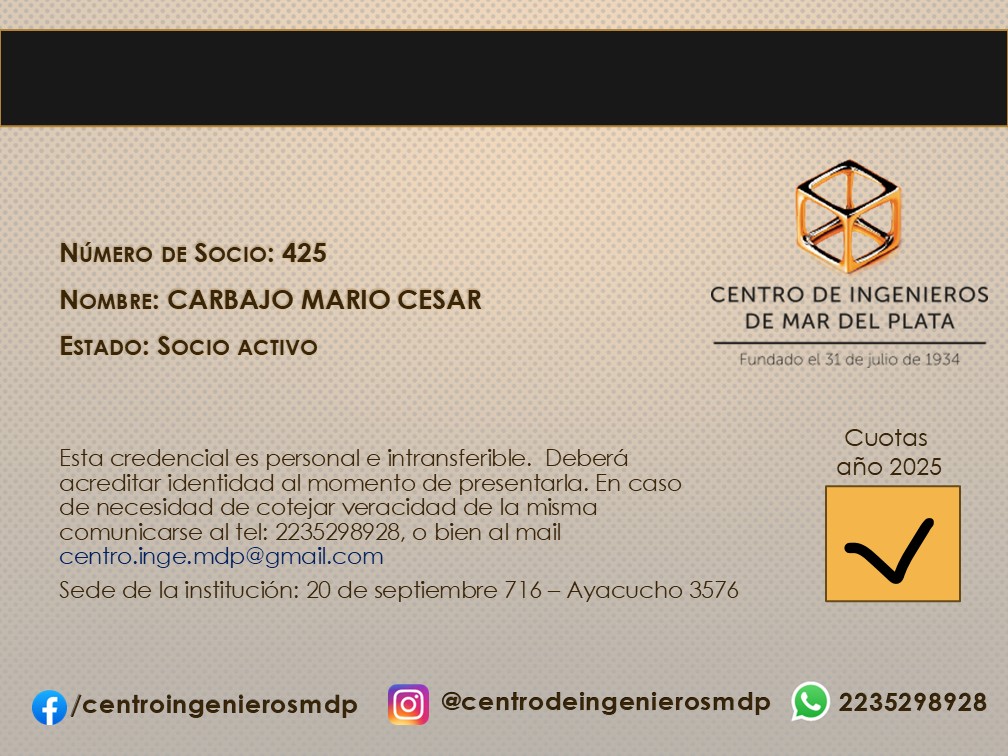 Número de Socio: 425
Nombre: CARBAJO MARIO CESAR
Estado: Socio activo
CENTRO DE INGENIEROS
DE MAR DEL PLATA
Fundado el 31 de julio de 1934
Esta credencial es personal e intransferible. Deberá
acreditar identidad al momento de presentarla. En caso
de necesidad de cotejar veracidad de la misma
comunicarse al tel: 2235298928, o bien al mail
centro.inge.mdp@gmail.com
Sede de la institución: 20 de septiembre 716 – Ayacucho 3576
Cuotas
año 2025
/centroingenierosmdp
@centrodeingenierosmdp
2235298928